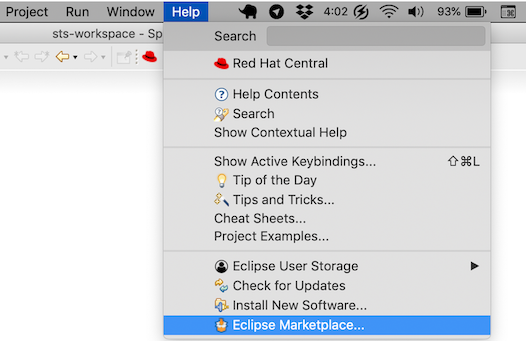 Project Run Window Help 4:02 93%
sts-workspace - Sp
Search
Red Hat Central
Help Contents
Search
Show Contextual Help
Show Active Keybindings... ⇧⌘L
Tip of the Day
Tips and Tricks...
Cheat Sheets...
Project Examples...
Eclipse User Storage
Check for Updates
Install New Software...
Eclipse Marketplace...